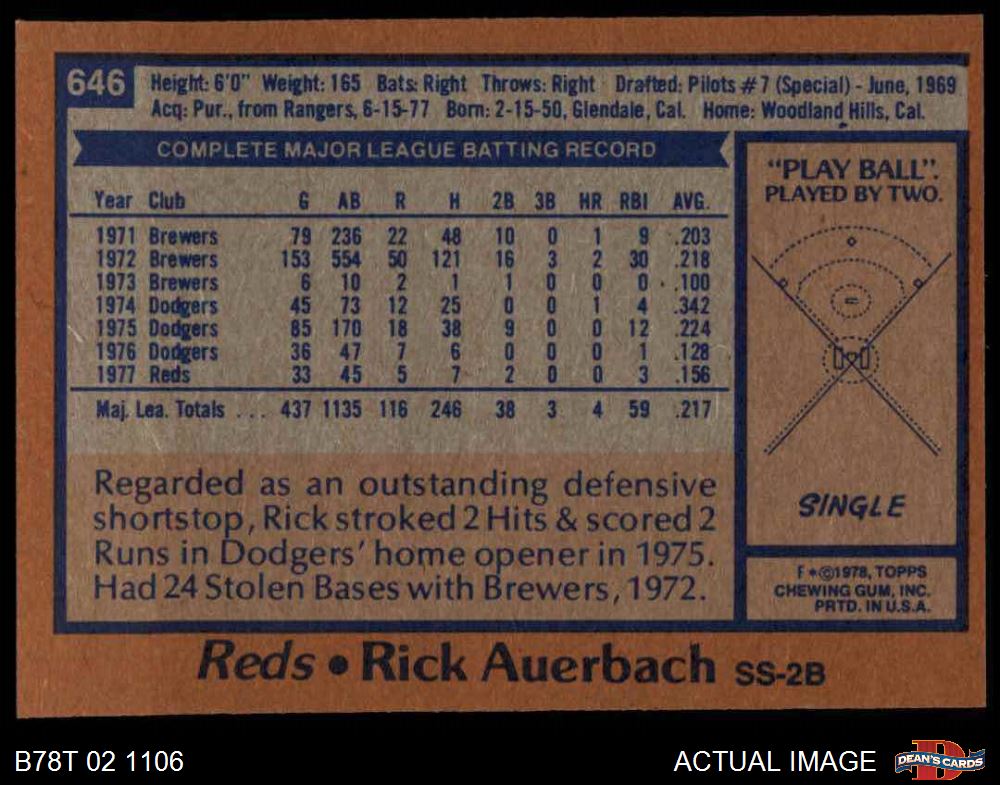 646
Height: 6'0" Weight: 165 Bats: Right Throws: Right Drafted: Pilots #7 (Special) - June, 1969
Acq: Pur., from Rangers, 6-15-77 Born: 2-15-50, Glendale, Cal. Home: Woodland Hills, Cal.
COMPLETE MAJOR LEAGUE BATTING RECORD
Year Club G AB R H 2B 3B HR RBI AVG.
1971 Brewers 79 236 22 48 10 0 1 9 .203
1972 Brewers 153 554 50 121 16 3 2 30 .218
1973 Brewers 6 10 2 1 1 0 0 0 .100
1974 Dodgers 45 73 12 25 0 0 1 4 .342
1975 Dodgers 85 170 18 38 9 0 0 12 .224
1976 Dodgers 36 47 7 6 0 0 0 1 .128
1977 Reds 33 45 5 7 2 0 0 3 .156
Maj. Lea. Totals ... 437 1135 116 246 38 3 4 59 .217
Regarded as an outstanding defensive
shortstop, Rick stroked 2 Hits & scored 2
Runs in Dodgers' home opener in 1975.
Had 24 Stolen Bases with Brewers, 1972.
"PLAY BALL".
PLAYED BY TWO.
SINGLE
F*©1978, TOPPS
CHEWING GUM, INC.
PRTD. IN U.S.A.
Reds • Rick Auerbach SS-2B
B78T 02 1106
ACTUAL IMAGE
D
DEAN'S CARDS